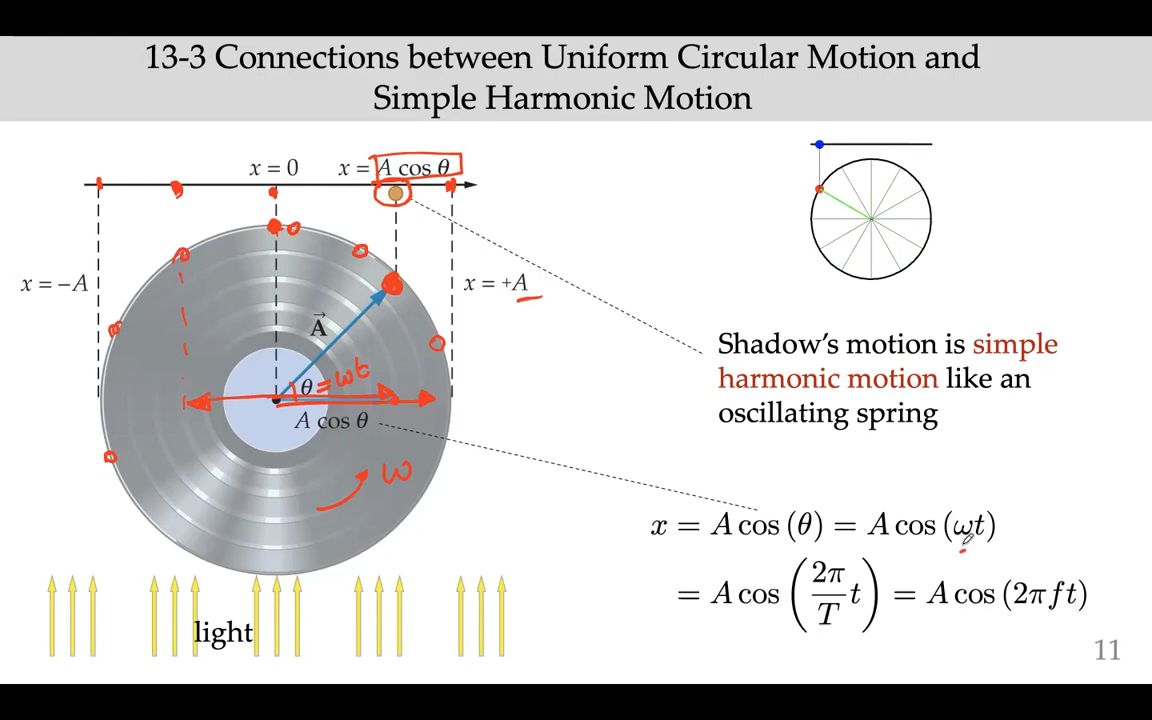 13-3 Connections between Uniform Circular Motion and
Simple Harmonic Motion
x = 0
x = A cos θ
x = −A
x = +A
A
θ = ωt
A cos θ
ω
light
Shadow's motion is simple
harmonic motion like an
oscillating spring
x = A cos (θ) = A cos (ωt)
= A cos (2π/T t) = A cos (2πft)
11